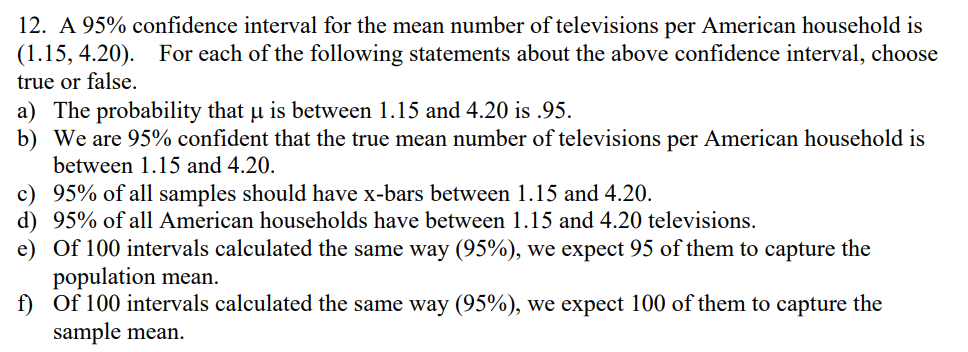 12. A 95% confidence interval for the mean number of televisions per American household is
(1.15, 4.20). For each of the following statements about the above confidence interval, choose
true or false.
a) The probability that μ is between 1.15 and 4.20 is .95.
b) We are 95% confident that the true mean number of televisions per American household is
between 1.15 and 4.20.
c) 95% of all samples should have x-bars between 1.15 and 4.20.
d) 95% of all American households have between 1.15 and 4.20 televisions.
e) Of 100 intervals calculated the same way (95%), we expect 95 of them to capture the
population mean.
f) Of 100 intervals calculated the same way (95%), we expect 100 of them to capture the
sample mean.